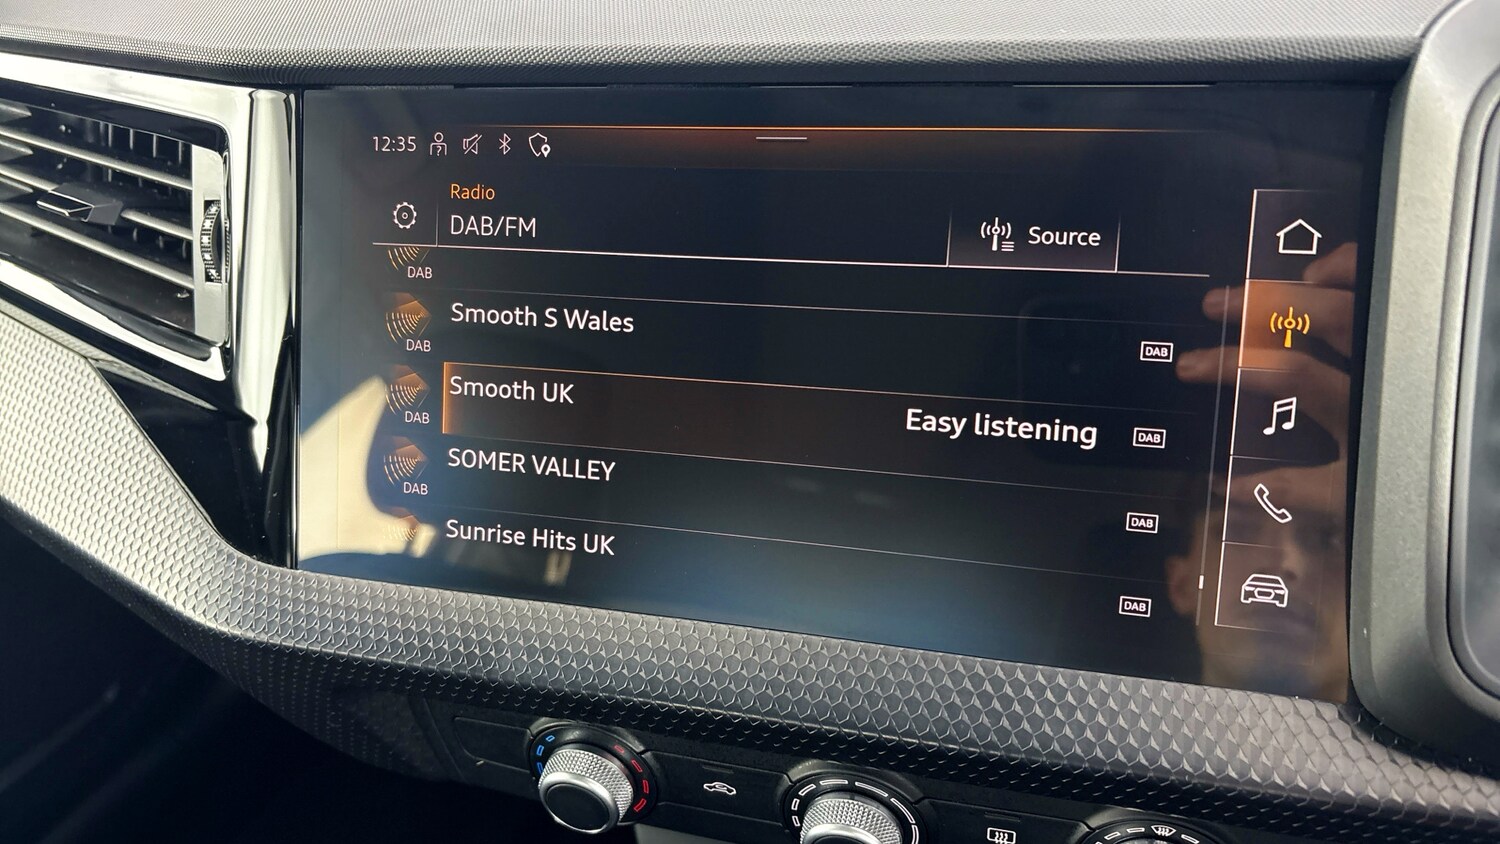 12:35
Radio
DAB/FM
Source
DAB
Smooth S Wales
DAB
DAB
Smooth UK
Easy listening
DAB
DAB
SOMER VALLEY
DAB
DAB
Sunrise Hits UK
DAB